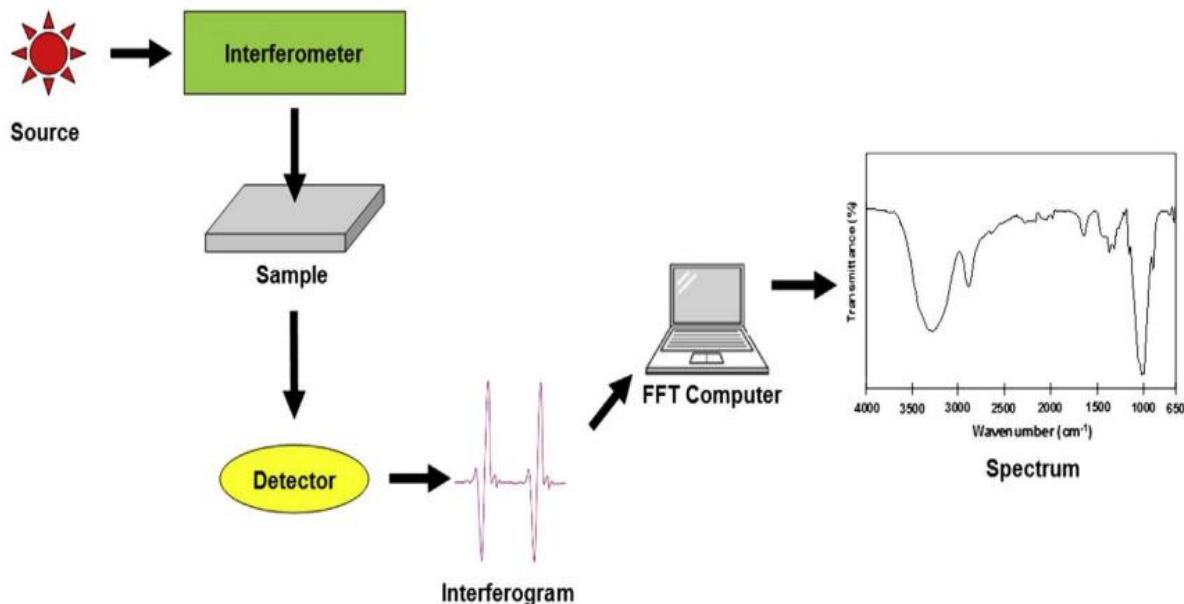 Interferometer
Source
Sample
Detector
Interferogram
FFT Computer
Transmittance (%)
4000 3500 3000 2500 2000 1500 1000 650
Wavenumber (cm⁻¹)
Spectrum